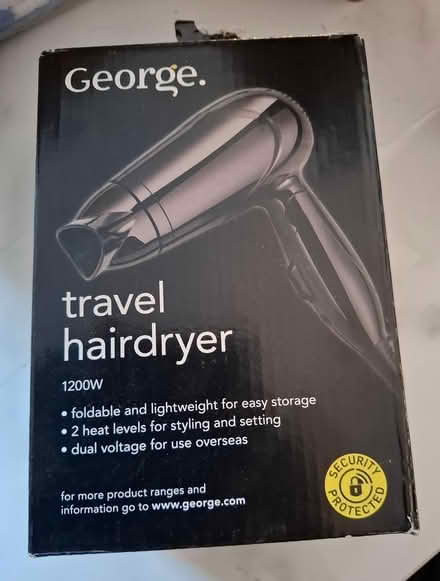 George.
travel
hairdryer
1200W
• foldable and lightweight for easy storage
• 2 heat levels for styling and setting
• dual voltage for use overseas
for more product ranges and
information go to www.george.com
SECURITY
PROTECTED